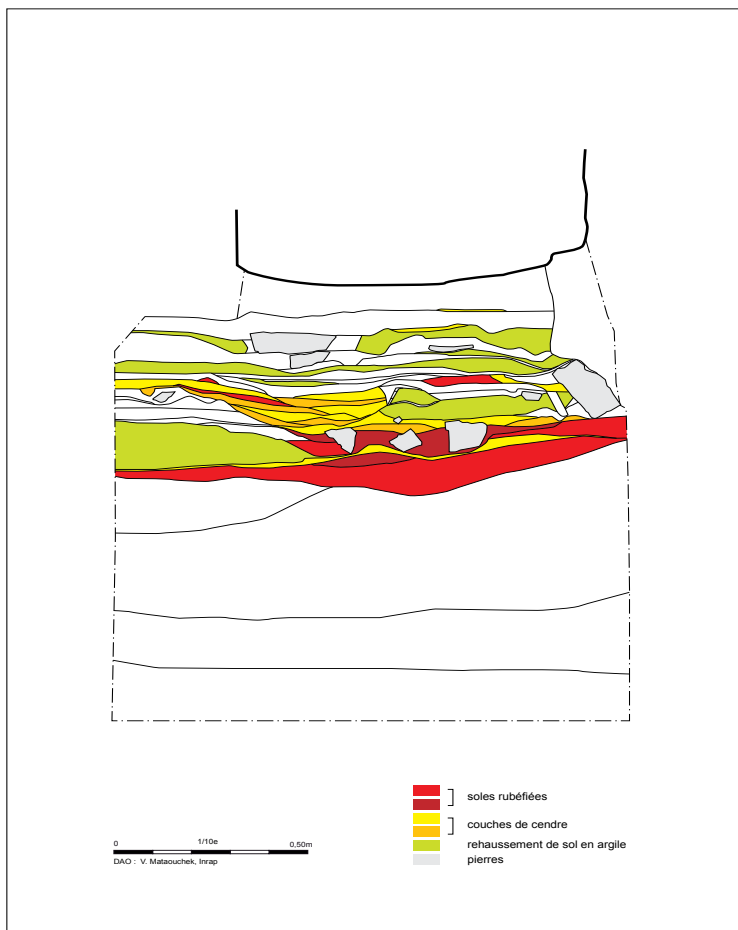 soles rubéfiées
couches de cendre
rehaussement de sol en argile
pierres
0 1/10e 0,50m
DAO : V. Mataouchek, Inrap